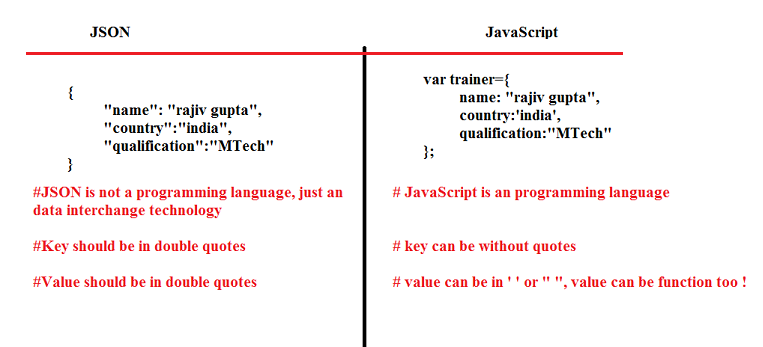 JSON
{
"name": "rajiv gupta",
"country":"india",
"qualification":"MTech"
}
#JSON is not a programming language, just an
data interchange technology
#Key should be in double quotes
#Value should be in double quotes
JavaScript
var trainer={
name: "rajiv gupta",
country:'india',
qualification:"MTech"
};
# JavaScript is an programming language
# key can be without quotes
# value can be in ' ' or " ", value can be function too !